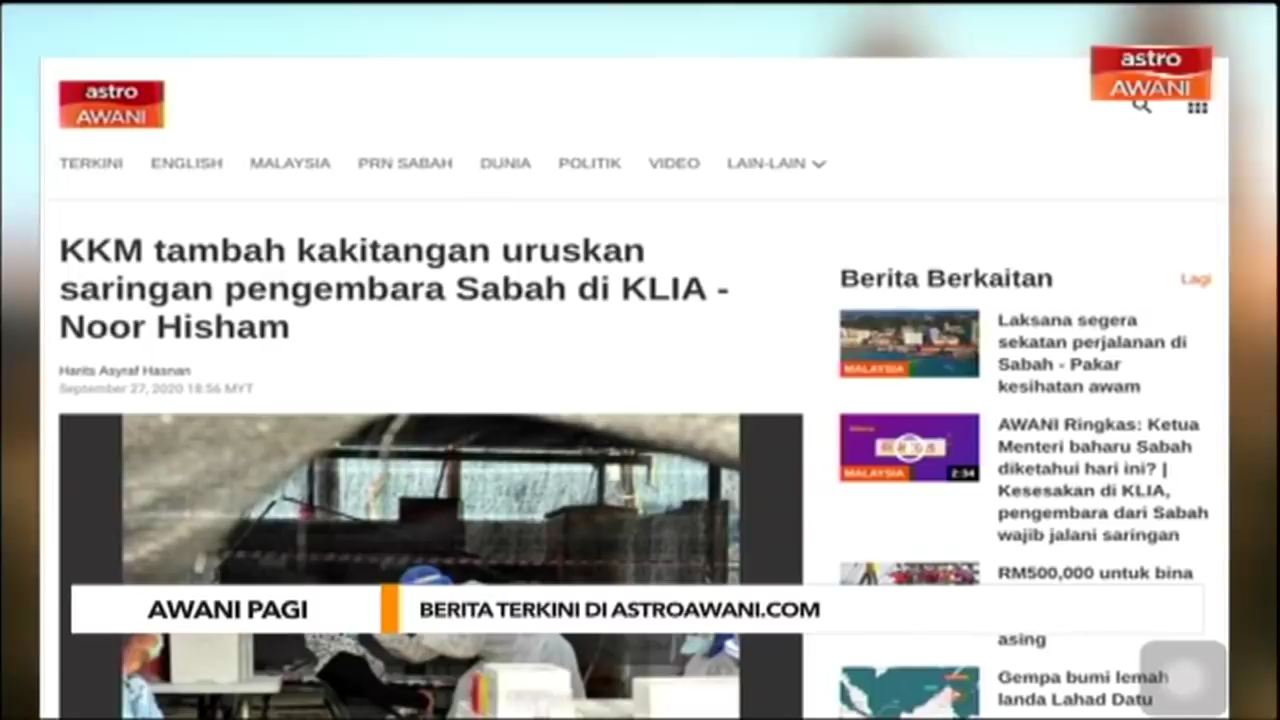 astro
AWANI
astro
AWANI
TERKINI ENGLISH MALAYSIA PRN SABAH DUNIA POLITIK VIDEO LAIN-LAIN
KKM tambah kakitangan uruskan
saringan pengembara Sabah di KLIA -
Noor Hisham
Harits Asyraf Hasnan
September 27, 2020 18:56 MYT
Berita Berkaitan
Lagi
Laksana segera
sekatan perjalanan di
Sabah - Pakar
kesihatan awam
MALAYSIA
AWANI Ringkas: Ketua
Menteri baharu Sabah
diketahui hari ini? |
Kesesakan di KLIA,
pengembara dari Sabah
wajib jalani saringan
MALAYSIA
2:34
RM500,000 untuk bina
asing
Gempa bumi lemah
landa Lahad Datu
AWANI PAGI
BERITA TERKINI DI ASTROAWANI.COM